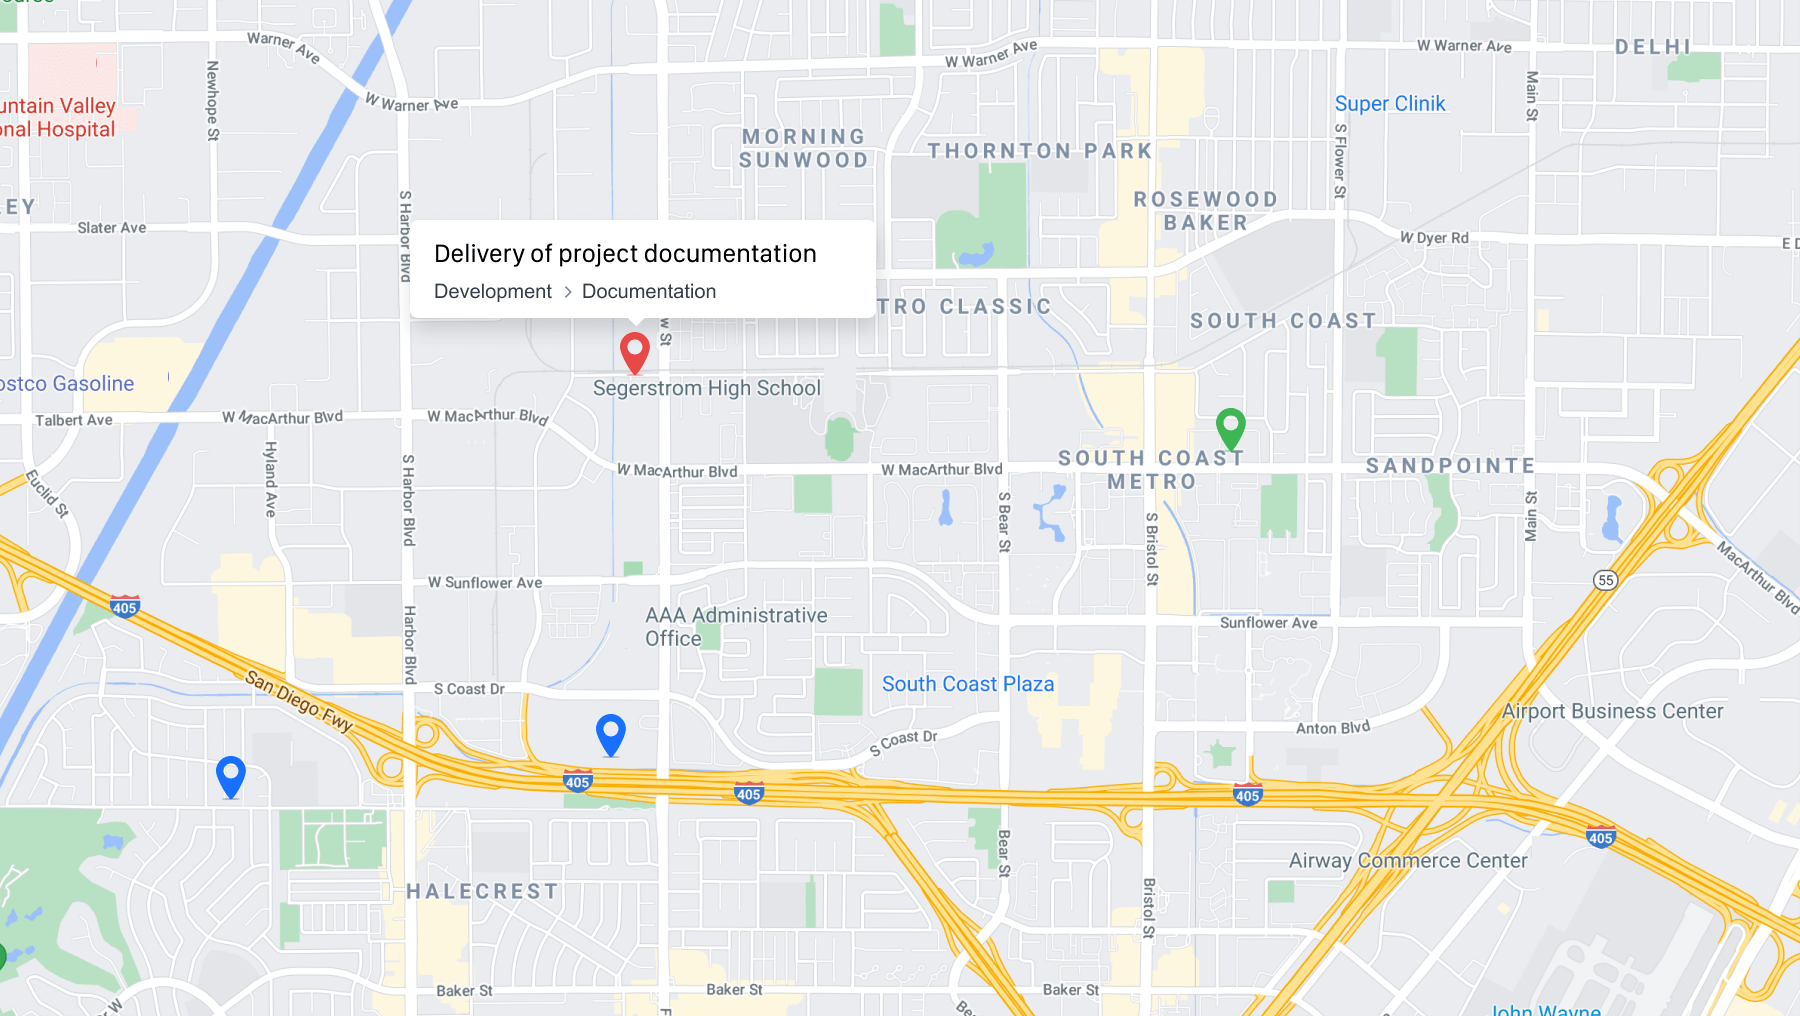 Warner Ave
W Warner Ave
W Warner Ave
W Warner Ave
DELHI
Newhope St
untain Valley
onal Hospital
Super Clinik
Main St
MORNING
SUNWOOD
THORNTON PARK
S Flower St
ROSEWOOD
BAKER
EY
Slater Ave
S Harbor Blvd
W Dyer Rd
E D
Delivery of project documentation
Development > Documentation
TRO CLASSIC
SOUTH COAST
w St
ostco Gasoline
Segerstrom High School
Talbert Ave
W MacArthur Blvd
W MacArthur Blvd
W MacArthur Blvd
W MacArthur Blvd
SOUTH COAST
METRO
SANDPOINTE
Euclid St
Hyland Ave
S Harbor Blvd
S Bear St
S Bristol St
Main St
MacArthur Blvd
55
W Sunflower Ave
405
Harbor Blvd
AAA Administrative
Office
Sunflower Ave
San Diego Fwy
S Coast Dr
South Coast Plaza
S Coast Dr
Anton Blvd
Airport Business Center
405
405
405
405
Bear St
Airway Commerce Center
HALECREST
Bristol St
Baker St
Baker St
Baker St
John Wayne